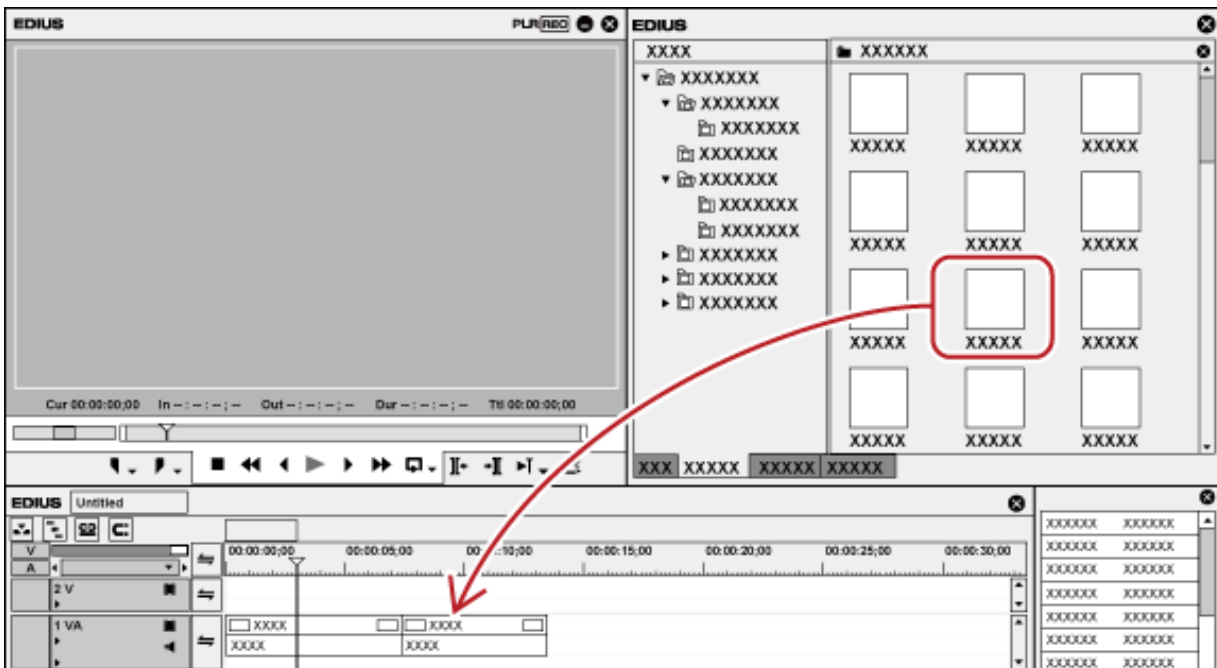 EDIUS PLR REC
Cur 00:00:00;00 In --:--:--;-- Out --:--:--;-- Dur --:--:--;-- Ttl 00:00:00;00
EDIUS
XXXX
XXXXXXX
XXXXXXX
XXXXXXX
XXXXXXX
XXXXXXX
XXXXXXX
XXXXXXX
XXXXXXX
XXXXXXX
XXXXXXX
XXXXXX
XXXXX XXXXX XXXXX
XXXXX XXXXX XXXXX
XXXXX XXXXX XXXXX
XXXXX XXXXX XXXXX
XXX XXXXX XXXXX XXXXX
EDIUS Untitled
V
A
00:00:00;00 00:00:05;00 00:00:15;00 00:00:20;00 00:00:25;00 00:00:30;00
2 V
1 VA
XXXX XXXX
XXXX XXXX
XXXXXX XXXXXX
XXXXXX XXXXXX
XXXXXX XXXXXX
XXXXXX XXXXXX
XXXXXX XXXXXX
XXXXXX XXXXXX
XXXXXX XXXXXX